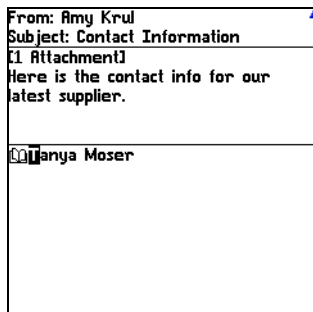 From: Amy Krul
Subject: Contact Information
[1 Attachment]
Here is the contact info for our
latest supplier.
Tanya Moser